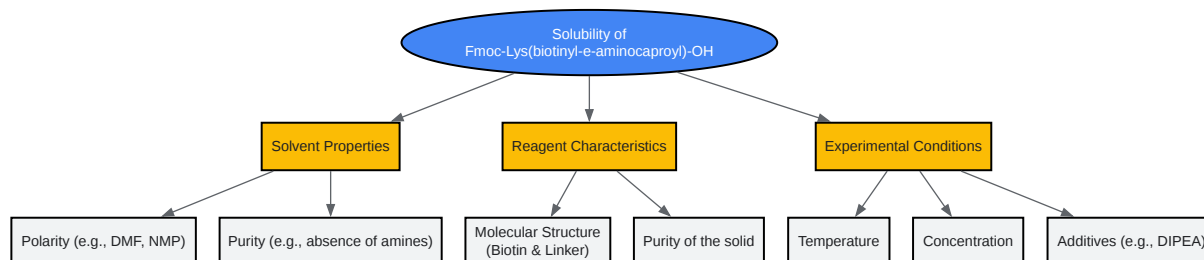 Solubility of
Fmoc-Lys(biotinyl-e-aminocaproyl)-OH
Solvent Properties
Reagent Characteristics
Experimental Conditions
Polarity (e.g., DMF, NMP)
Purity (e.g., absence of amines)
Molecular Structure
(Biotin & Linker)
Purity of the solid
Temperature
Concentration
Additives (e.g., DIPEA)